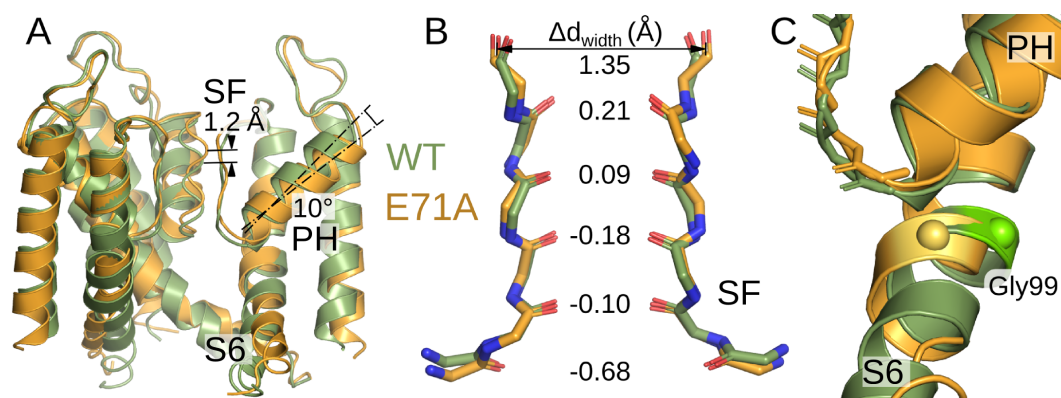 A
SF
1.2 Å
10°
PH
S6
WT
E71A
B
Δd_width (Å)
1.35
0.21
0.09
-0.18
-0.10
-0.68
SF
C
PH
Gly99
S6